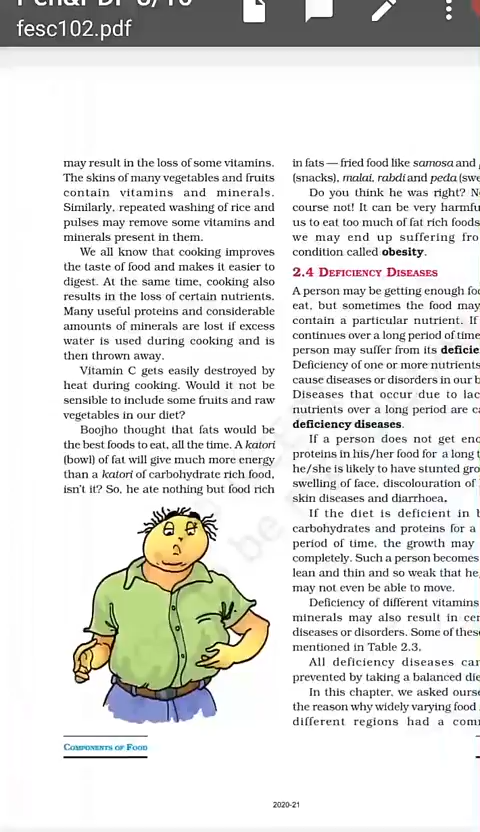 fesc102.pdf
may result in the loss of some vitamins.
The skins of many vegetables and fruits
contain vitamins and minerals.
Similarly, repeated washing of rice and
pulses may remove some vitamins and
minerals present in them.
We all know that cooking improves
the taste of food and makes it easier to
digest. At the same time, cooking also
results in the loss of certain nutrients.
Many useful proteins and considerable
amounts of minerals are lost if excess
water is used during cooking and is
then thrown away.
Vitamin C gets easily destroyed by
heat during cooking. Would it not be
sensible to include some fruits and raw
vegetables in our diet?
Boojho thought that fats would be
the best foods to eat, all the time. A katori
(bowl) of fat will give much more energy
than a katori of carbohydrate rich food,
isn't it? So, he ate nothing but food rich
in fats — fried food like samosa and
(snacks), malai, rabdi and peda (swe
Do you think he was right? N
course not! It can be very harmfu
us to eat too much of fat rich foods
we may end up suffering fro
condition called obesity.
2.4 DEFICIENCY DISEASES
A person may be getting enough foo
eat, but sometimes the food may
contain a particular nutrient. If
continues over a long period of time
person may suffer from its deficie
Deficiency of one or more nutrients
cause diseases or disorders in our b
Diseases that occur due to lac
nutrients over a long period are ca
deficiency diseases.
If a person does not get eno
proteins in his/her food for a long t
he/she is likely to have stunted gro
swelling of face, discolouration of
skin diseases and diarrhoea.
If the diet is deficient in b
carbohydrates and proteins for a
period of time, the growth may
completely. Such a person becomes
lean and thin and so weak that he
may not even be able to move.
Deficiency of different vitamins
minerals may also result in cer
diseases or disorders. Some of thes
mentioned in Table 2.3.
All deficiency diseases can
prevented by taking a balanced die
In this chapter, we asked ourse
the reason why widely varying food
different regions had a com
COMPONENTS OF FOOD
2020-21